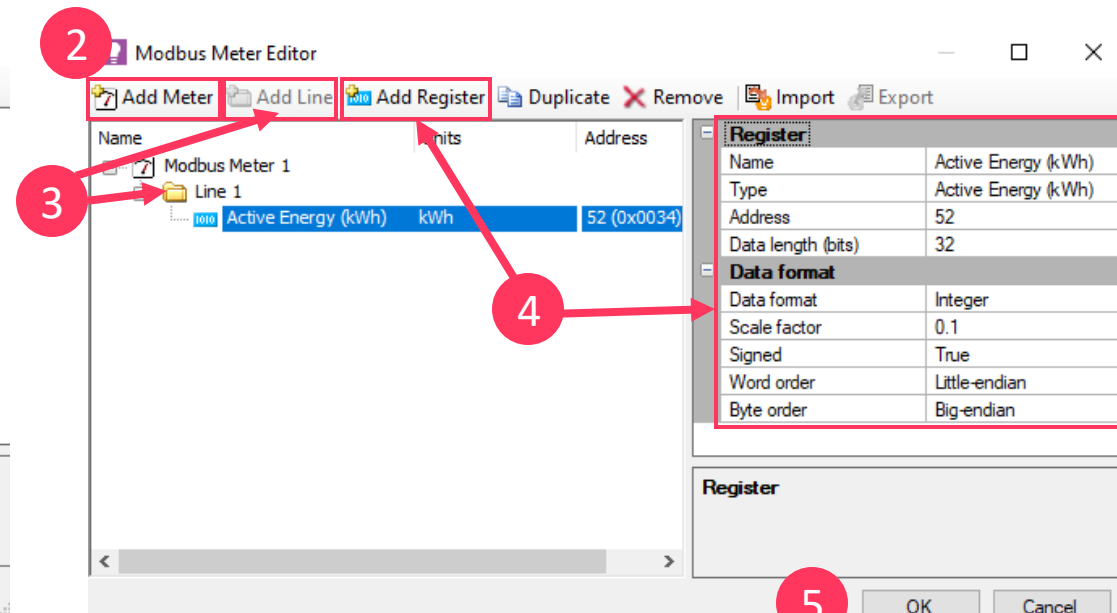 2
Modbus Meter Editor
Add Meter Add Line Add Register Duplicate Remove Import Export
Name Units Address
Modbus Meter 1
3
Line 1
Active Energy (kWh) kWh 52 (0x0034)
4
Register
Name Active Energy (kWh)
Type Active Energy (kWh)
Address 52
Data length (bits) 32
Data format
Data format Integer
Scale factor 0.1
Signed True
Word order Little-endian
Byte order Big-endian
Register
5
OK Cancel